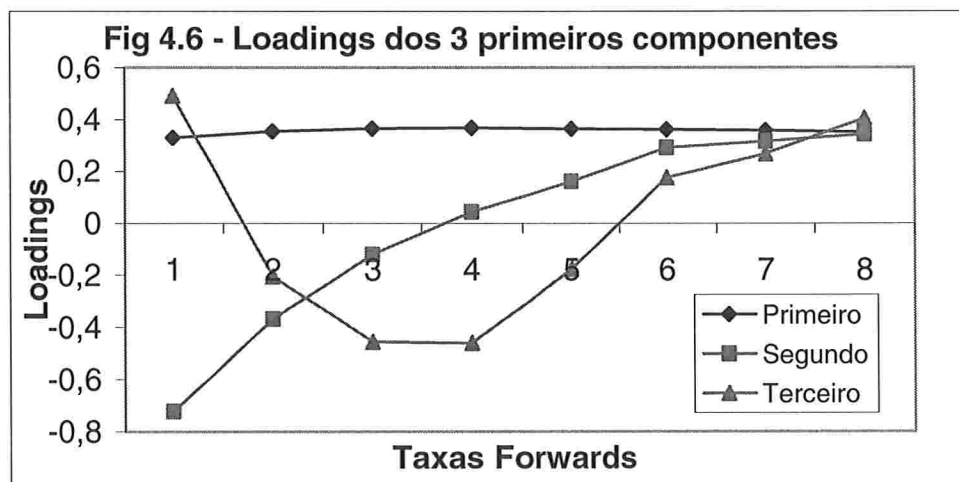 Fig 4.6 - Loadings dos 3 primeiros componentes
0,6
0,4
0,2
0
-0,2
-0,4
-0,6
-0,8
Loadings
1 2 3 4 5 6 7 8
Primeiro
Segundo
Terceiro
Taxas Forwards